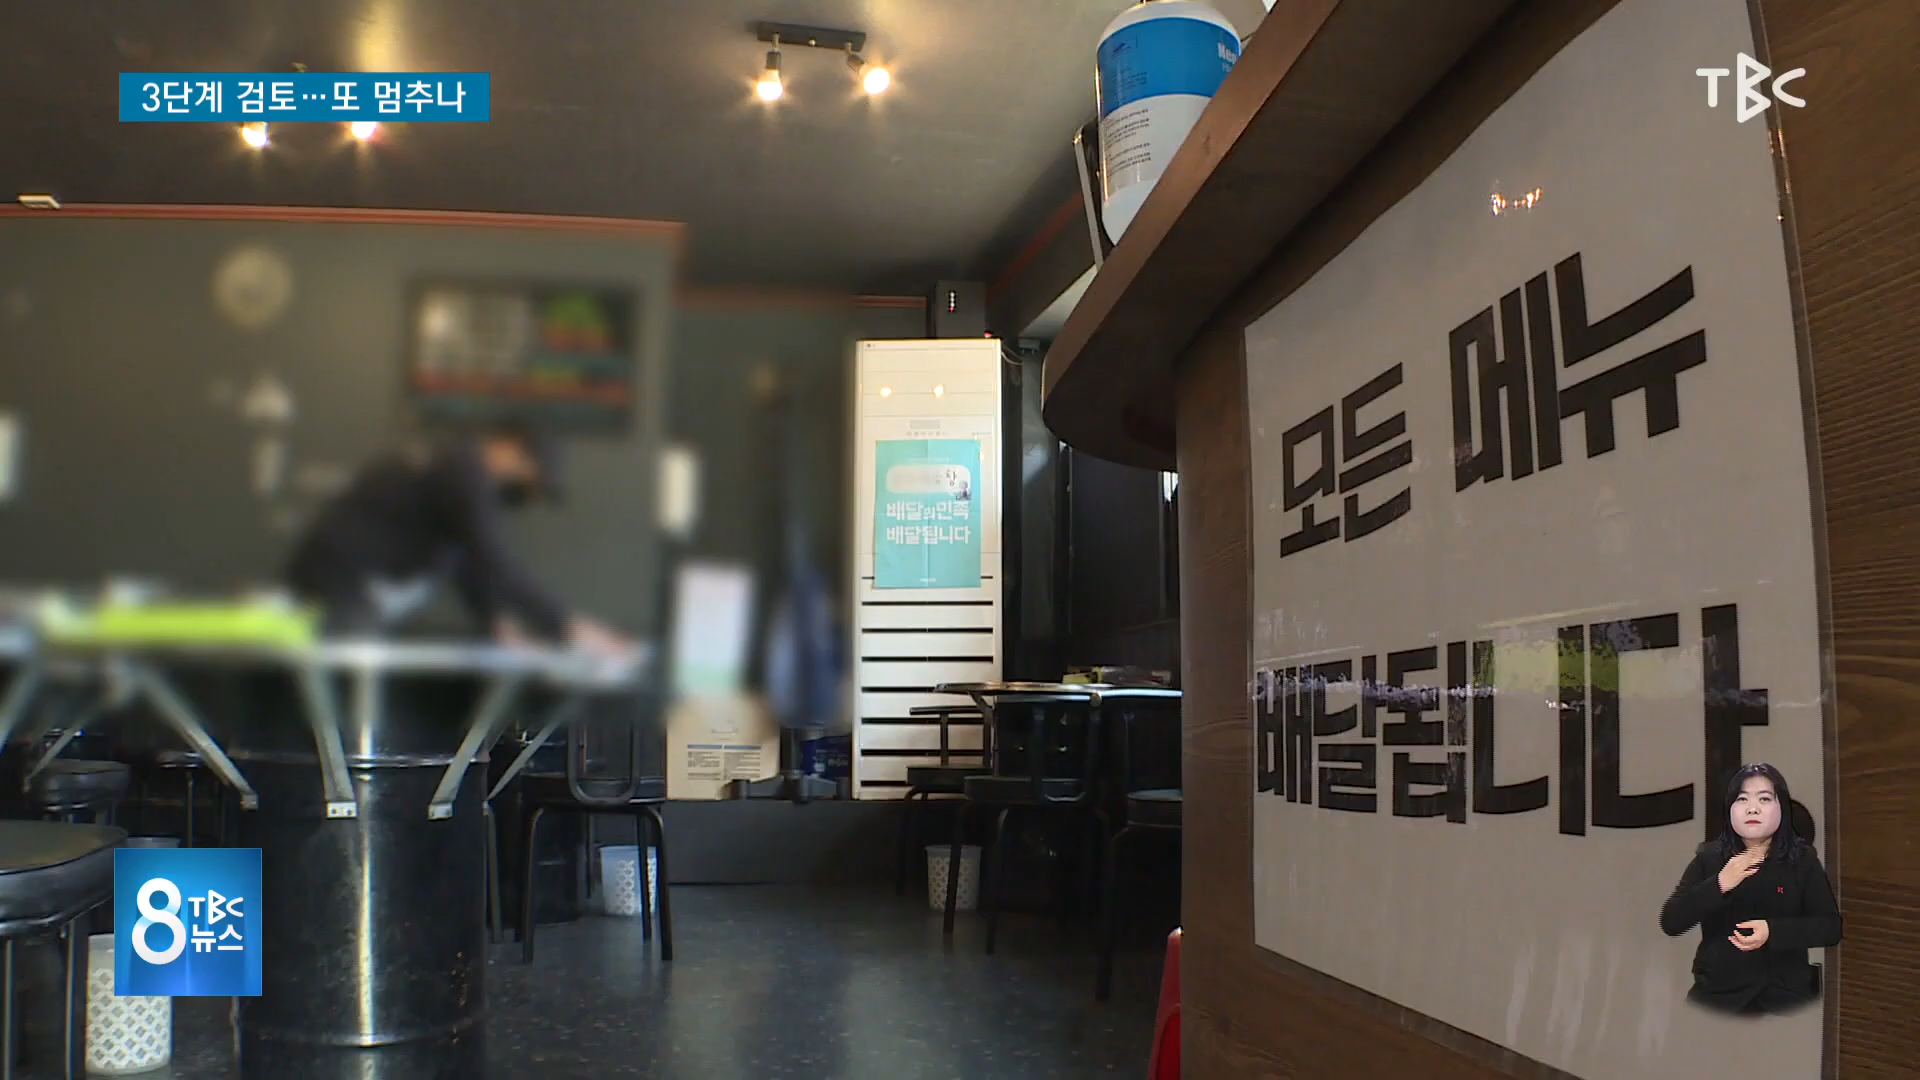 3단계 검토…또 멈추나
TBC
모든 메뉴
배달됩니다
배달의민족
배달됩니다
8 TBC
뉴스